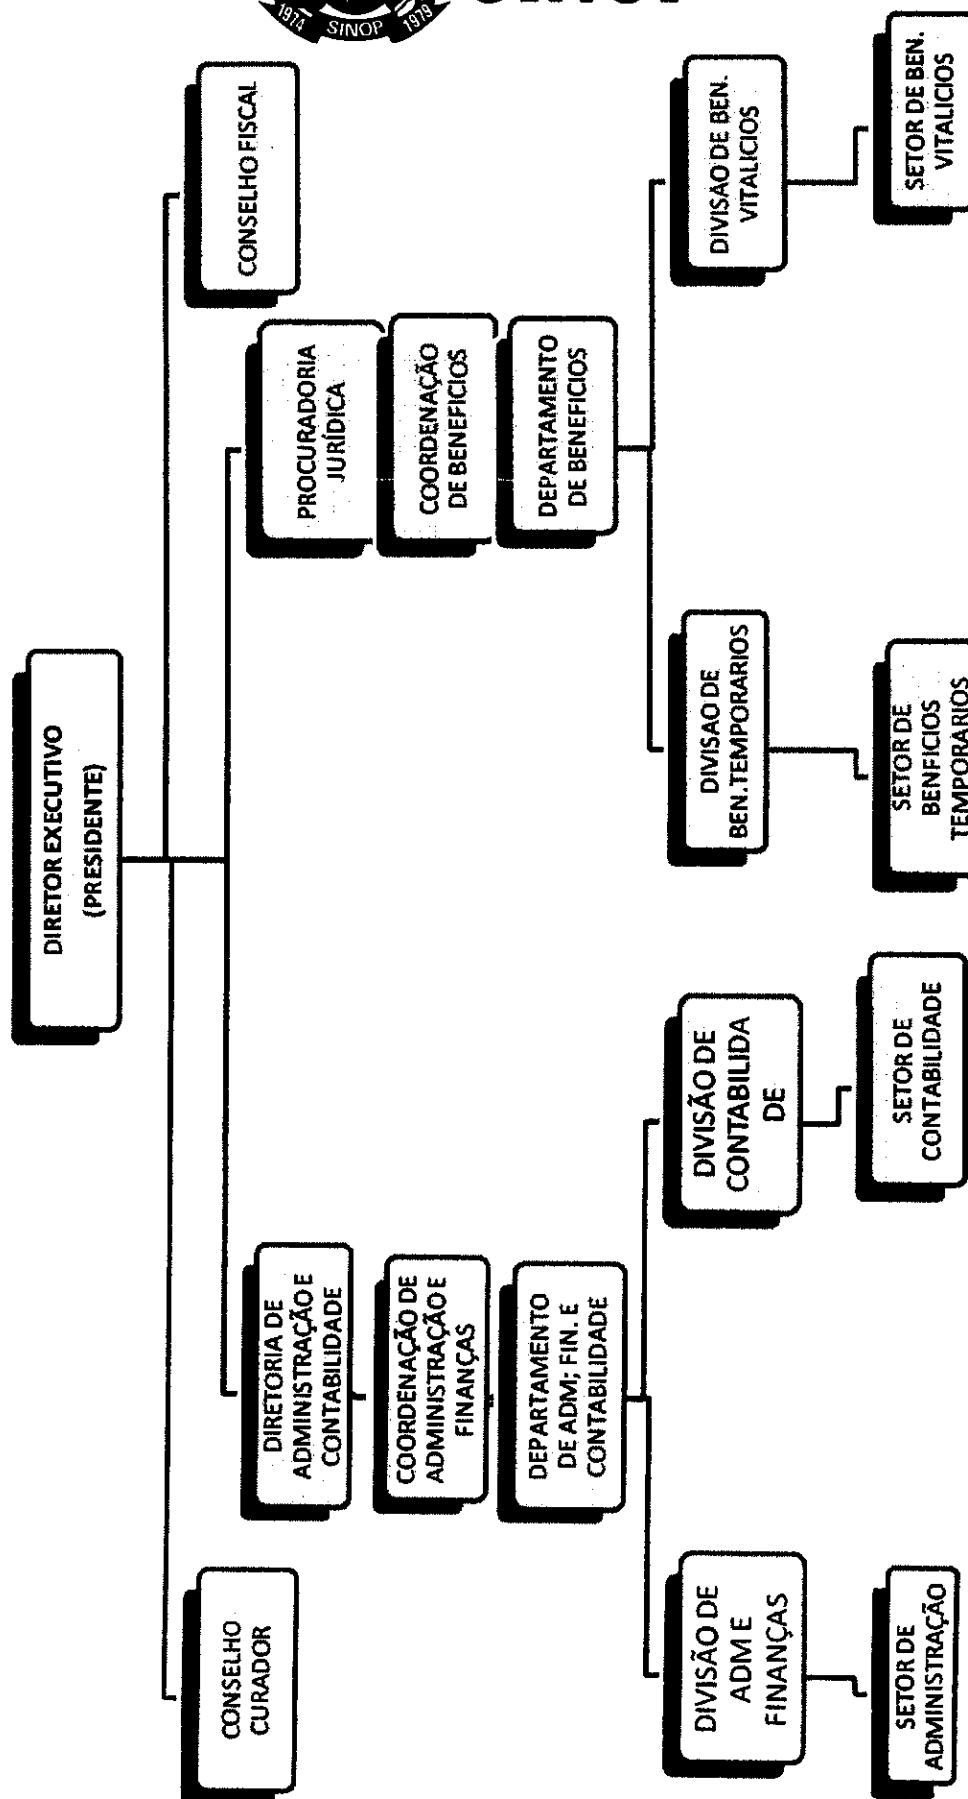 1974 SINOP 1979
DIRETOR EXECUTIVO
(PRESIDENTE)
CONSELHO
CURADOR
CONSELHO FISCAL
DIRETORIA DE
ADMINISTRAÇÃO E
CONTABILIDADE
PROCURADORIA
JURÍDICA
COORDENAÇÃO DE
ADMINISTRAÇÃO E
FINANÇAS
COORDENAÇÃO
DE BENEFICIOS
DEPARTAMENTO
DE ADM; FIN. E
CONTABILIDADE
DEPARTAMENTO
DE BENEFICIOS
DIVISÃO DE
ADM E
FINANÇAS
DIVISÃO DE
CONTABILIDA
DE
DIVISAO DE
BEN.TEMPORARIOS
DIVISAO DE BEN.
VITALICIOS
SETOR DE
ADMINISTRAÇÃO
SETOR DE
CONTABILIDADE
SETOR DE
BENFICIOS
TEMPORARIOS
SETOR DE BEN.
VITALICIOS